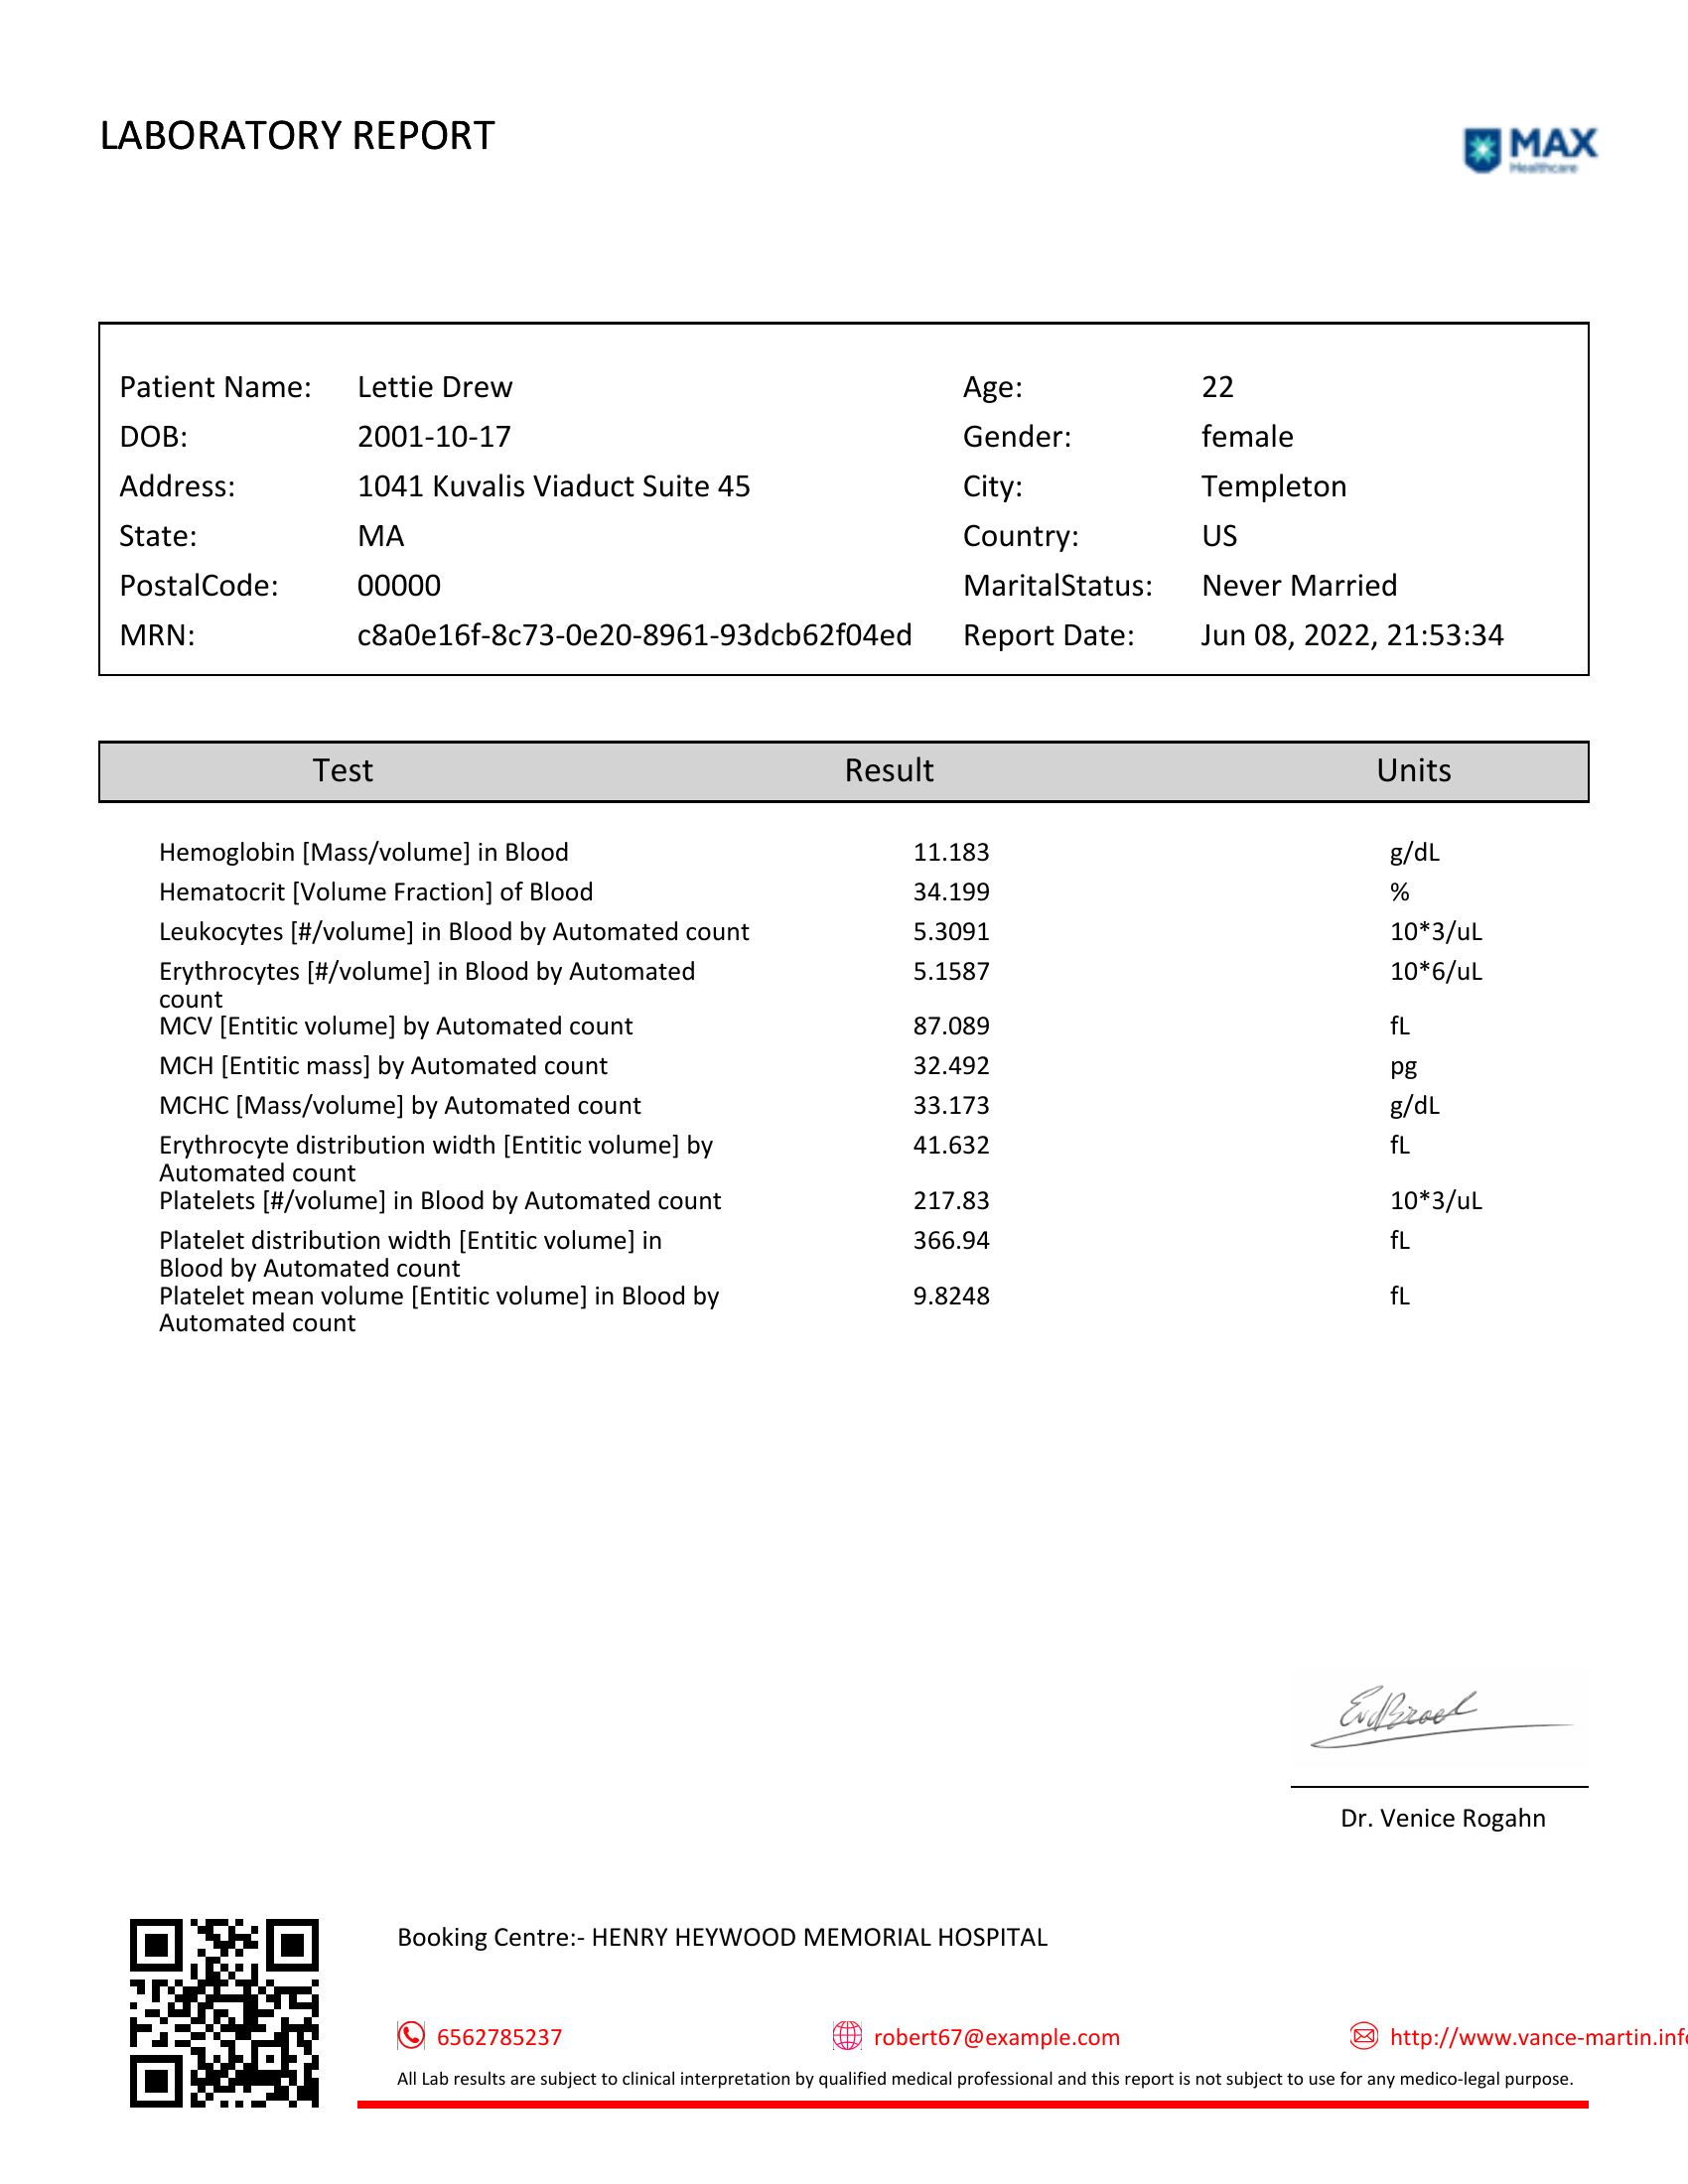 LABORATORY REPORT
MAX
Healthcare
Patient Name: Lettie Drew Age: 22
DOB: 2001-10-17 Gender: female
Address: 1041 Kuvalis Viaduct Suite 45 City: Templeton
State: MA Country: US
PostalCode: 00000 MaritalStatus: Never Married
MRN: c8a0e16f-8c73-0e20-8961-93dcb62f04ed Report Date: Jun 08, 2022, 21:53:34
Test Result Units
Hemoglobin [Mass/volume] in Blood 11.183 g/dL
Hematocrit [Volume Fraction] of Blood 34.199 %
Leukocytes [#/volume] in Blood by Automated count 5.3091 10*3/uL
Erythrocytes [#/volume] in Blood by Automated 5.1587 10*6/uL
count
MCV [Entitic volume] by Automated count 87.089 fL
MCH [Entitic mass] by Automated count 32.492 pg
MCHC [Mass/volume] by Automated count 33.173 g/dL
Erythrocyte distribution width [Entitic volume] by 41.632 fL
Automated count
Platelets [#/volume] in Blood by Automated count 217.83 10*3/uL
Platelet distribution width [Entitic volume] in 366.94 fL
Blood by Automated count
Platelet mean volume [Entitic volume] in Blood by 9.8248 fL
Automated count
Dr. Venice Rogahn
Booking Centre:- HENRY HEYWOOD MEMORIAL HOSPITAL
6562785237 robert67@example.com http://www.vance-martin.info
All Lab results are subject to clinical interpretation by qualified medical professional and this report is not subject to use for any medico-legal purpose.